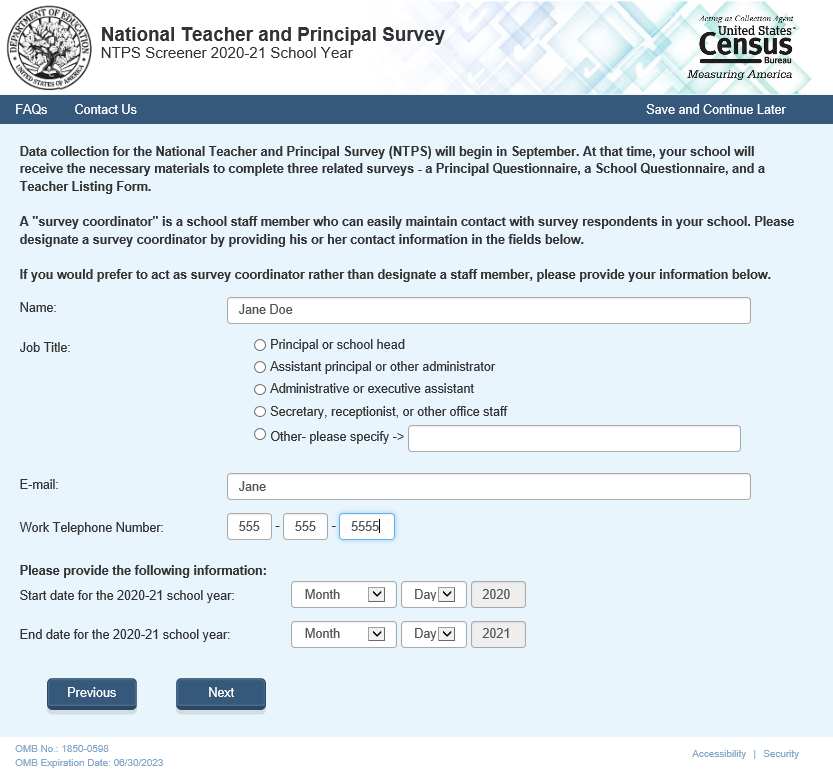 DEPARTMENT OF EDUCATION
UNITED STATES OF AMERICA
National Teacher and Principal Survey
NTPS Screener 2020-21 School Year
Acting as Collection Agent
United States®
Census
Bureau
Measuring America
FAQs Contact Us Save and Continue Later
Data collection for the National Teacher and Principal Survey (NTPS) will begin in September. At that time, your school will
receive the necessary materials to complete three related surveys - a Principal Questionnaire, a School Questionnaire, and a
Teacher Listing Form.
A "survey coordinator" is a school staff member who can easily maintain contact with survey respondents in your school. Please
designate a survey coordinator by providing his or her contact information in the fields below.
If you would prefer to act as survey coordinator rather than designate a staff member, please provide your information below.
Name: Jane Doe
Job Title: Principal or school head
Assistant principal or other administrator
Administrative or executive assistant
Secretary, receptionist, or other office staff
Other- please specify ->
E-mail: Jane
Work Telephone Number: 555 - 555 - 5555
Please provide the following information:
Start date for the 2020-21 school year: Month Day 2020
End date for the 2020-21 school year: Month Day 2021
Previous Next
OMB No.: 1850-0598
OMB Expiration Date: 06/30/2023
Accessibility | Security